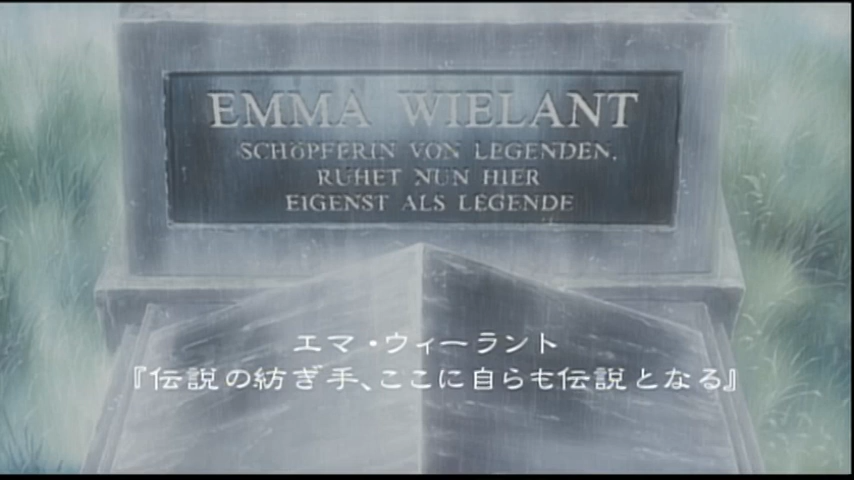 EMMA WIELANT
SCHÖPFERIN VON LEGENDEN,
RUHET NUN HIER
EIGENST ALS LEGENDE
エマ・ウィーラント
『伝説の紡ぎ手、ここに自らも伝説となる』